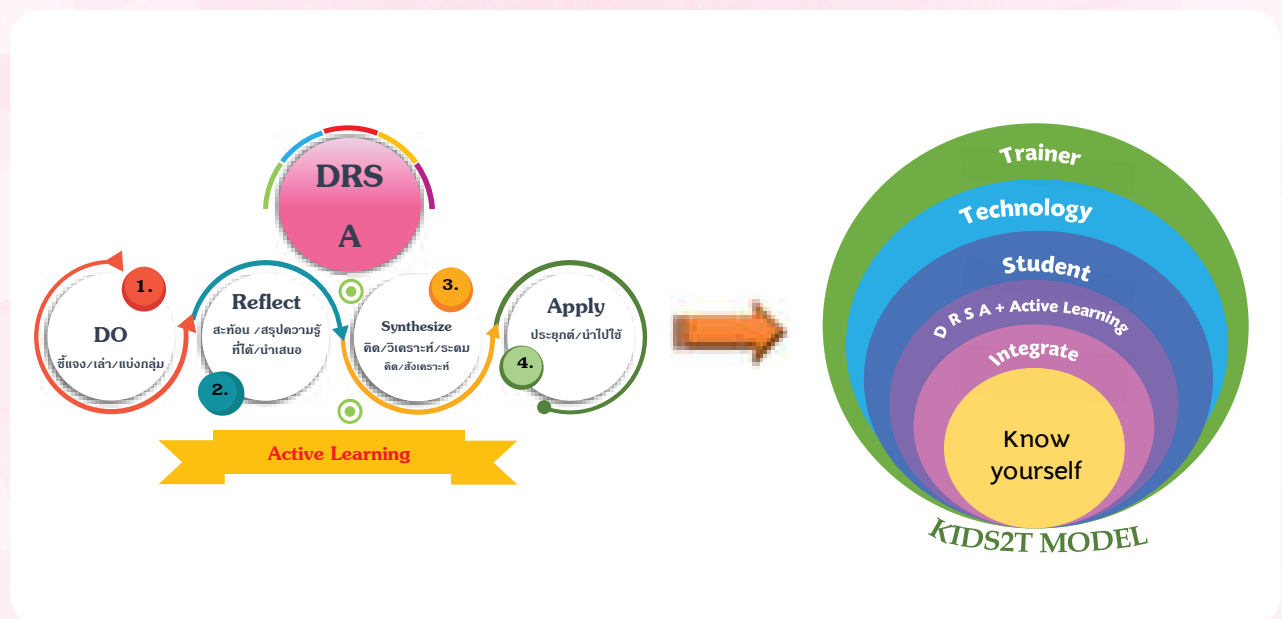 DRS
A
1.
DO
ชี้แจง/เล่า/แบ่งกลุ่ม
Reflect
สะท้อน /สรุปความรู้
ที่ได้/นำเสนอ
2.
3.
Synthesize
คิด/วิเคราะห์/ระดม
คิด/สังเคราะห์
Apply
ประยุกต์/นำไปใช้
4.
Active Learning
Trainer
Technology
Student
D R S A + Active Learning
Integrate
Know
yourself
KIDS2T MODEL